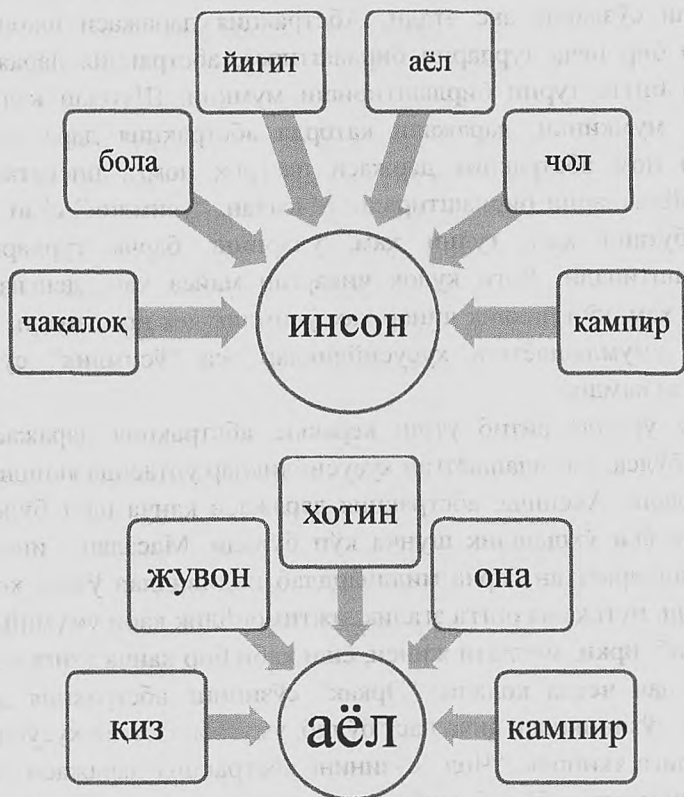 йигит
аёл
бола
чол
чақалоқ
инсон
кампир
хотин
жувон
она
қиз
аёл
кампир